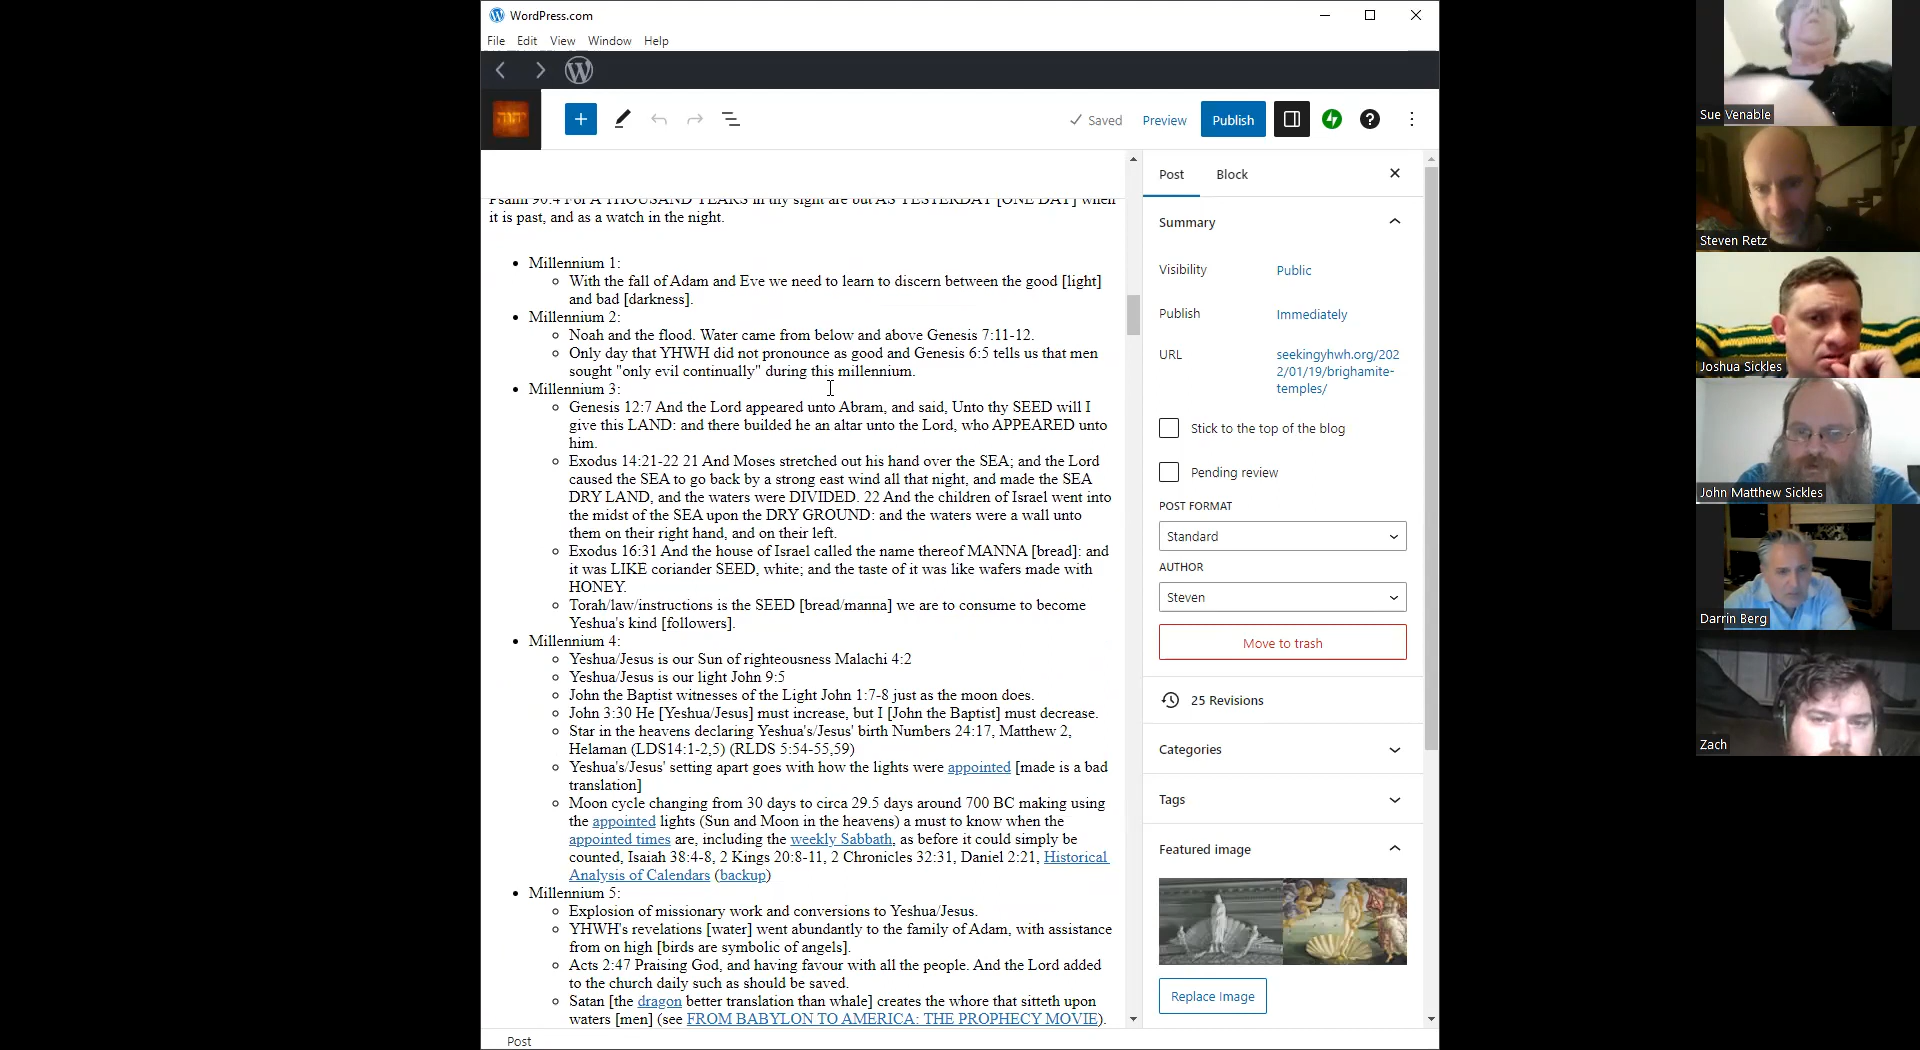 WordPress.com
File Edit View Window Help
Saved Preview Publish
Psalm 90:4 For A THOUSAND YEARS in thy sight are but AS YESTERDAY [ONE DAY] when
it is past, and as a watch in the night.
Millennium 1:
With the fall of Adam and Eve we need to learn to discern between the good [light]
and bad [darkness].
Millennium 2:
Noah and the flood. Water came from below and above Genesis 7:11-12.
Only day that YHWH did not pronounce as good and Genesis 6:5 tells us that men
sought "only evil continually" during this millennium.
Millennium 3:
Genesis 12:7 And the Lord appeared unto Abram, and said, Unto thy SEED will I
give this LAND: and there builded he an altar unto the Lord, who APPEARED unto
him.
Exodus 14:21-22 21 And Moses stretched out his hand over the SEA; and the Lord
caused the SEA to go back by a strong east wind all that night, and made the SEA
DRY LAND, and the waters were DIVIDED. 22 And the children of Israel went into
the midst of the SEA upon the DRY GROUND: and the waters were a wall unto
them on their right hand, and on their left.
Exodus 16:31 And the house of Israel called the name thereof MANNA [bread]: and
it was LIKE coriander SEED, white; and the taste of it was like wafers made with
HONEY.
Torah/law/instructions is the SEED [bread/manna] we are to consume to become
Yeshua's kind [followers].
Millennium 4:
Yeshua/Jesus is our Sun of righteousness Malachi 4:2
Yeshua/Jesus is our light John 9:5
John the Baptist witnesses of the Light John 1:7-8 just as the moon does.
John 3:30 He [Yeshua/Jesus] must increase, but I [John the Baptist] must decrease.
Star in the heavens declaring Yeshua's/Jesus' birth Numbers 24:17, Matthew 2,
Helaman (LDS14:1-2,5) (RLDS 5:54-55,59)
Yeshua's/Jesus' setting apart goes with how the lights were appointed [made is a bad
translation]
Moon cycle changing from 30 days to circa 29.5 days around 700 BC making using
the appointed lights (Sun and Moon in the heavens) a must to know when the
appointed times are, including the weekly Sabbath, as before it could simply be
counted, Isaiah 38:4-8, 2 Kings 20:8-11, 2 Chronicles 32:31, Daniel 2:21, Historical
Analysis of Calendars (backup)
Millennium 5:
Explosion of missionary work and conversions to Yeshua/Jesus.
YHWH's revelations [water] went abundantly to the family of Adam, with assistance
from on high [birds are symbolic of angels].
Acts 2:47 Praising God, and having favour with all the people. And the Lord added
to the church daily such as should be saved.
Satan [the dragon better translation than whale] creates the whore that sitteth upon
waters [men] (see FROM BABYLON TO AMERICA: THE PROPHECY MOVIE).
Post
Post Block
Summary
Visibility Public
Publish Immediately
URL seekingyhwh.org/202
2/01/19/brighamite-
temples/
Stick to the top of the blog
Pending review
POST FORMAT
Standard
AUTHOR
Steven
Move to trash
25 Revisions
Categories
Tags
Featured image
Replace Image
Sue Venable
Steven Retz
Joshua Sickles
John Matthew Sickles
Darrin Berg
Zach